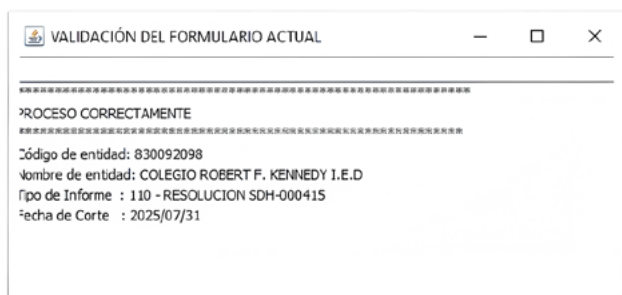 VALIDACIÓN DEL FORMULARIO ACTUAL
************************************************************
PROCESO CORRECTAMENTE
************************************************************
Código de entidad: 830092098
Nombre de entidad: COLEGIO ROBERT F. KENNEDY I.E.D
Tipo de Informe : 110 - RESOLUCION SDH-000415
Fecha de Corte : 2025/07/31